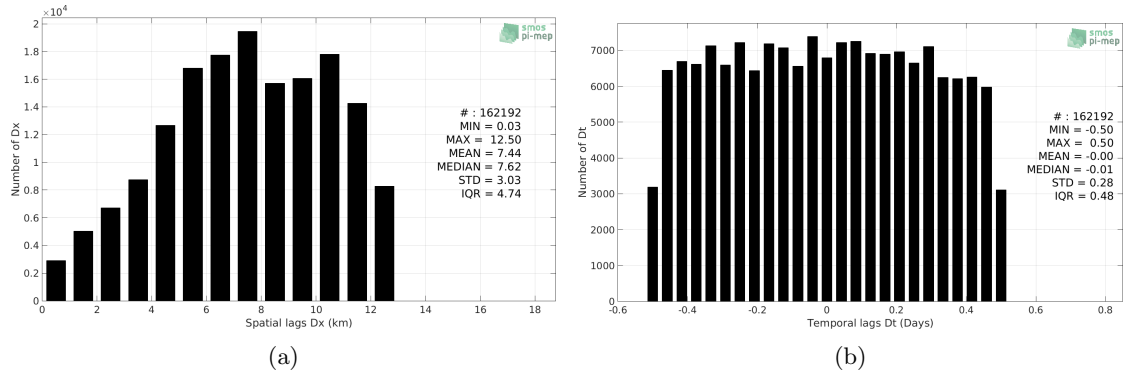 2 ×10⁴
1.8
1.6
1.4
1.2
1
0.8
0.6
0.4
0.2
0
Number of Dx
0 2 4 6 8 10 12 14 16 18
Spatial lags Dx (km)
smos
pi-mep
# : 162192
MIN = 0.03
MAX = 12.50
MEAN = 7.44
MEDIAN = 7.62
STD = 3.03
IQR = 4.74
(a)
7000
6000
5000
4000
3000
2000
1000
0
Number of Dt
-0.6 -0.4 -0.2 0 0.2 0.4 0.6 0.8
Temporal lags Dt (Days)
smos
pi-mep
# : 162192
MIN = -0.50
MAX = 0.50
MEAN = -0.00
MEDIAN = -0.01
STD = 0.28
IQR = 0.48
(b)